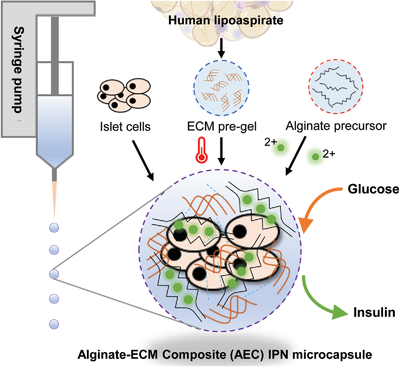 Human lipoaspirate
Syringe pump
Islet cells
ECM pre-gel
Alginate precursor
2+
2+
Glucose
Insulin
Alginate-ECM Composite (AEC) IPN microcapsule